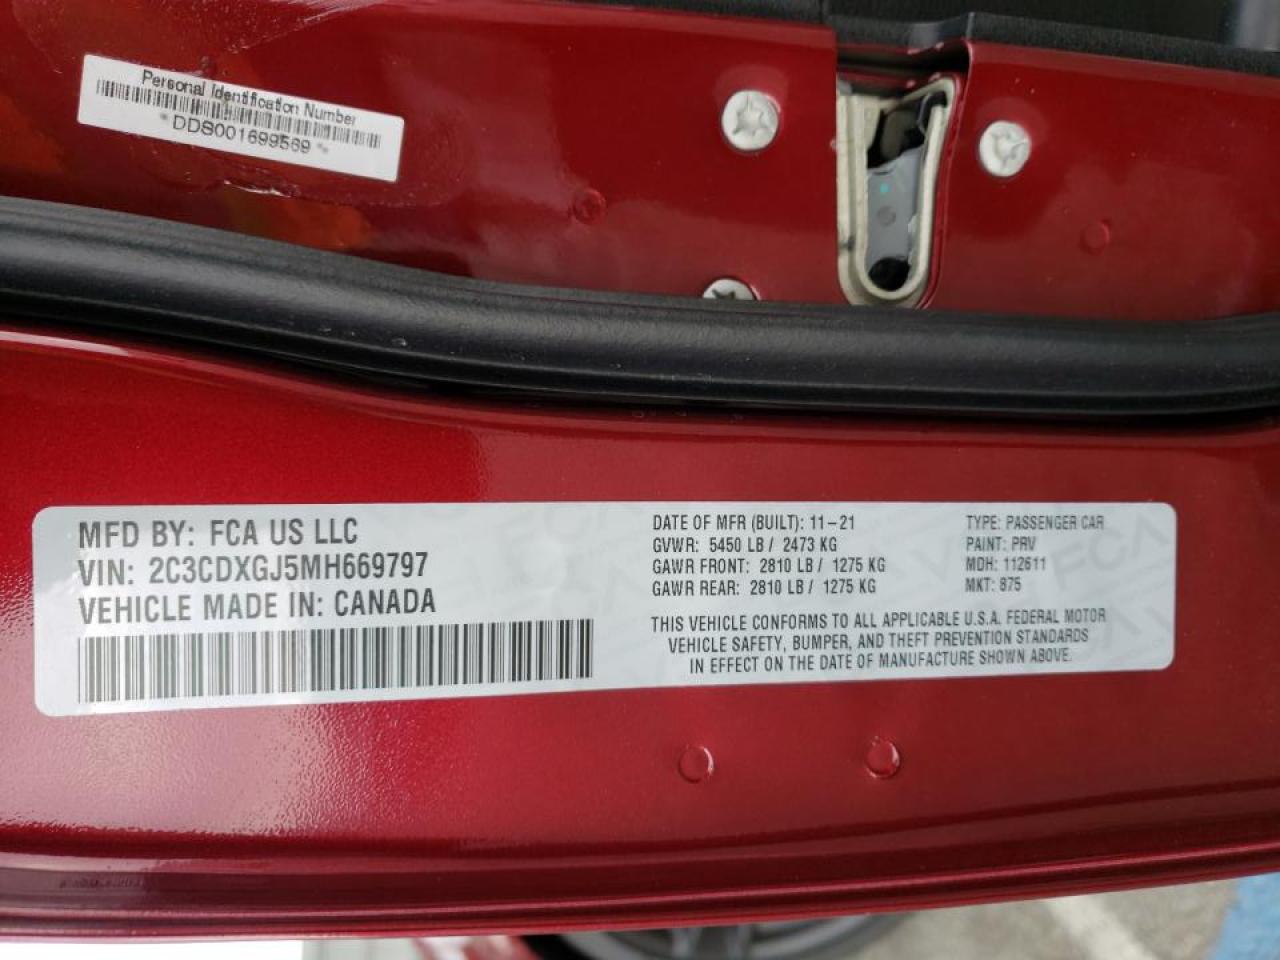 Personal Identification Number
*DDS001699569*
MFD BY: FCA US LLC
VIN: 2C3CDXGJ5MH669797
VEHICLE MADE IN: CANADA
DATE OF MFR (BUILT): 11-21
GVWR: 5450 LB / 2473 KG
GAWR FRONT: 2810 LB / 1275 KG
GAWR REAR: 2810 LB / 1275 KG
TYPE: PASSENGER CAR
PAINT: PRV
MDH: 112611
MKT: 875
THIS VEHICLE CONFORMS TO ALL APPLICABLE U.S.A. FEDERAL MOTOR
VEHICLE SAFETY, BUMPER, AND THEFT PREVENTION STANDARDS
IN EFFECT ON THE DATE OF MANUFACTURE SHOWN ABOVE.